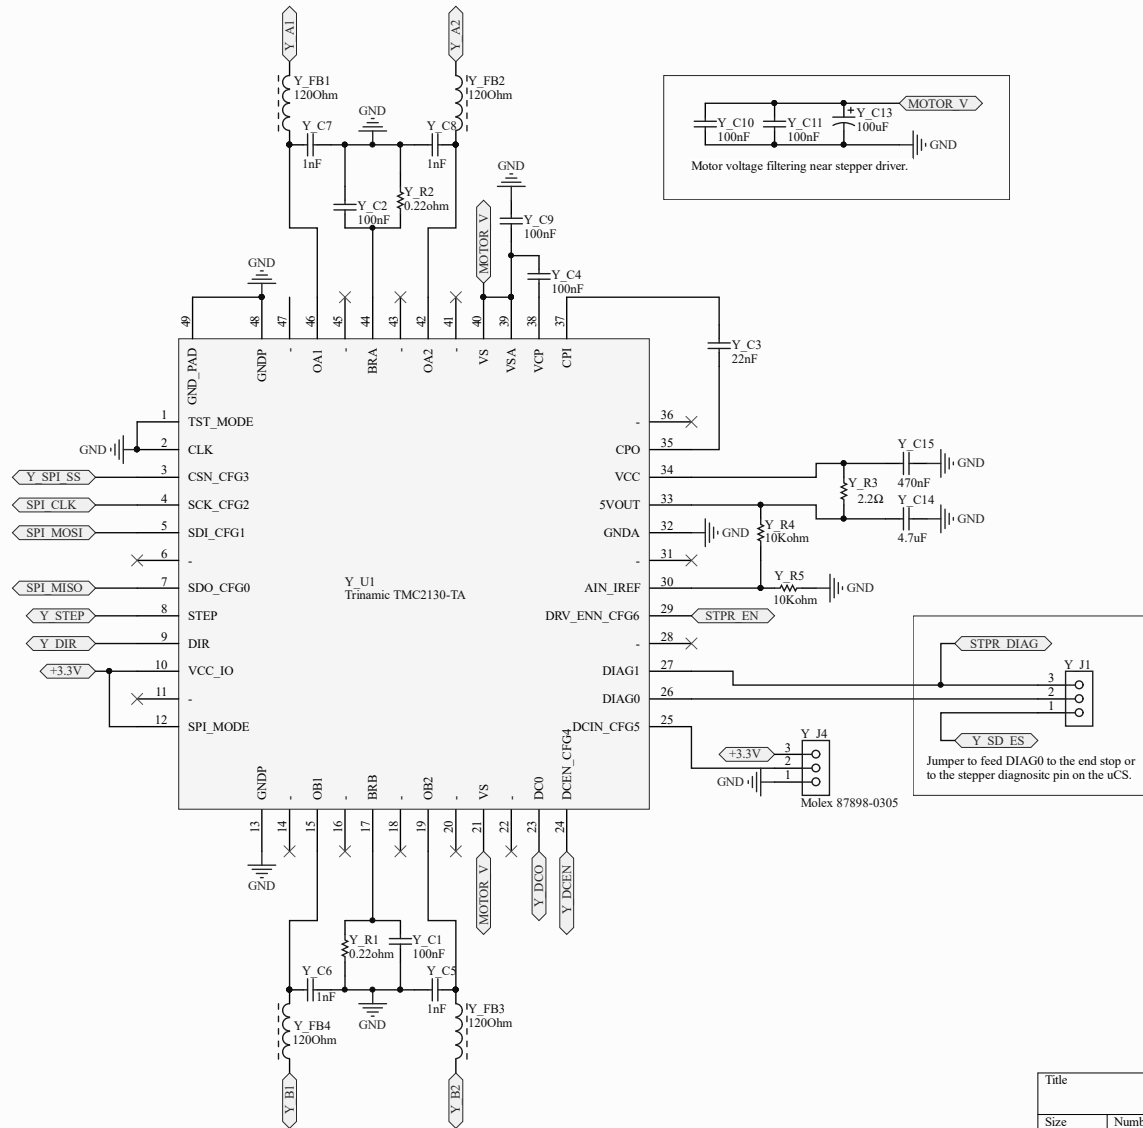 Y_A1
Y_A2
Y_FB1
120Ohm
Y_FB2
120Ohm
GND
Y_C7
1nF
Y_C8
1nF
Y_C2
100nF
Y_R2
0.22ohm
MOTOR_V
GND
Y_C9
100nF
Y_C4
100nF
MOTOR_V
Y_C10
100nF
Y_C11
100nF
+
Y_C13
100uF
GND
Motor voltage filtering near stepper driver.
GND
49
48
47
46
45
44
43
42
41
40
39
38
37
GND_PAD
GNDP
-
OA1
-
BRA
-
OA2
-
VS
VSA
VCP
CPI
Y_C3
22nF
GND
1
TST_MODE
2
CLK
Y_SPI_SS
3
CSN_CFG3
SPI_CLK
4
SCK_CFG2
SPI_MOSI
5
SDI_CFG1
6
-
SPI_MISO
7
SDO_CFG0
Y_STEP
8
STEP
Y_DIR
9
DIR
+3.3V
10
VCC_IO
11
-
12
SPI_MODE
Y_U1
Trinamic TMC2130-TA
-
36
CPO
35
VCC
34
5VOUT
33
GNDA
32
GND
-
31
AIN_IREF
30
DRV_ENN_CFG6
29
STPR_EN
-
28
DIAG1
27
DIAG0
26
DCIN_CFG5
25
Y_C15
470nF
GND
Y_R3
2.2Ω
Y_C14
4.7uF
GND
Y_R4
10Kohm
Y_R5
10Kohm
GND
STPR_DIAG
Y_J1
3
2
1
Y_SD_ES
Jumper to feed DIAG0 to the end stop or
to the stepper diagnositc pin on the uCS.
Y_J4
+3.3V
3
2
GND
1
Molex 87898-0305
GNDP
-
OB1
-
BRB
-
OB2
-
VS
-
DC0
DCEN_CFG4
13
14
15
16
17
18
19
20
21
22
23
24
GND
MOTOR_V
Y_DCO
Y_DCEN
Y_R1
0.22ohm
Y_C1
100nF
Y_C6
1nF
Y_C5
1nF
GND
Y_FB4
120Ohm
Y_FB3
120Ohm
Y_B1
Y_B2
Title
Size
Numb